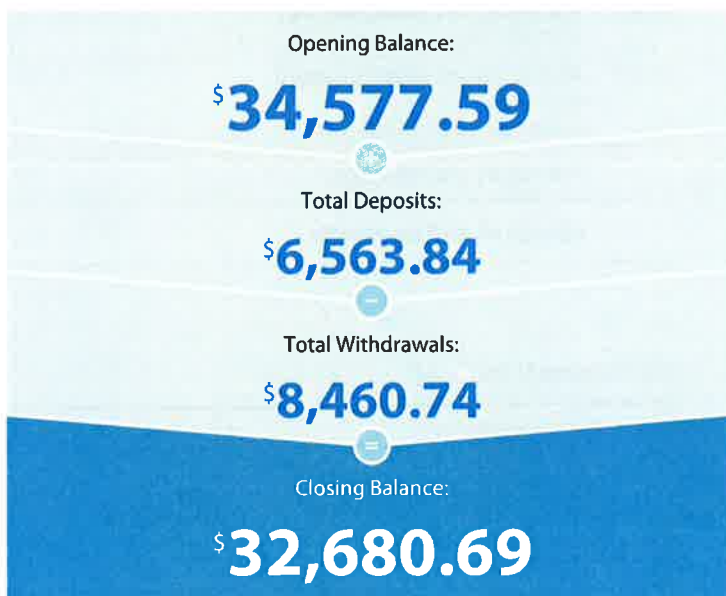 Opening Balance:
$34,577.59
+
Total Deposits:
$6,563.84
−
Total Withdrawals:
$8,460.74
=
Closing Balance:
$32,680.69